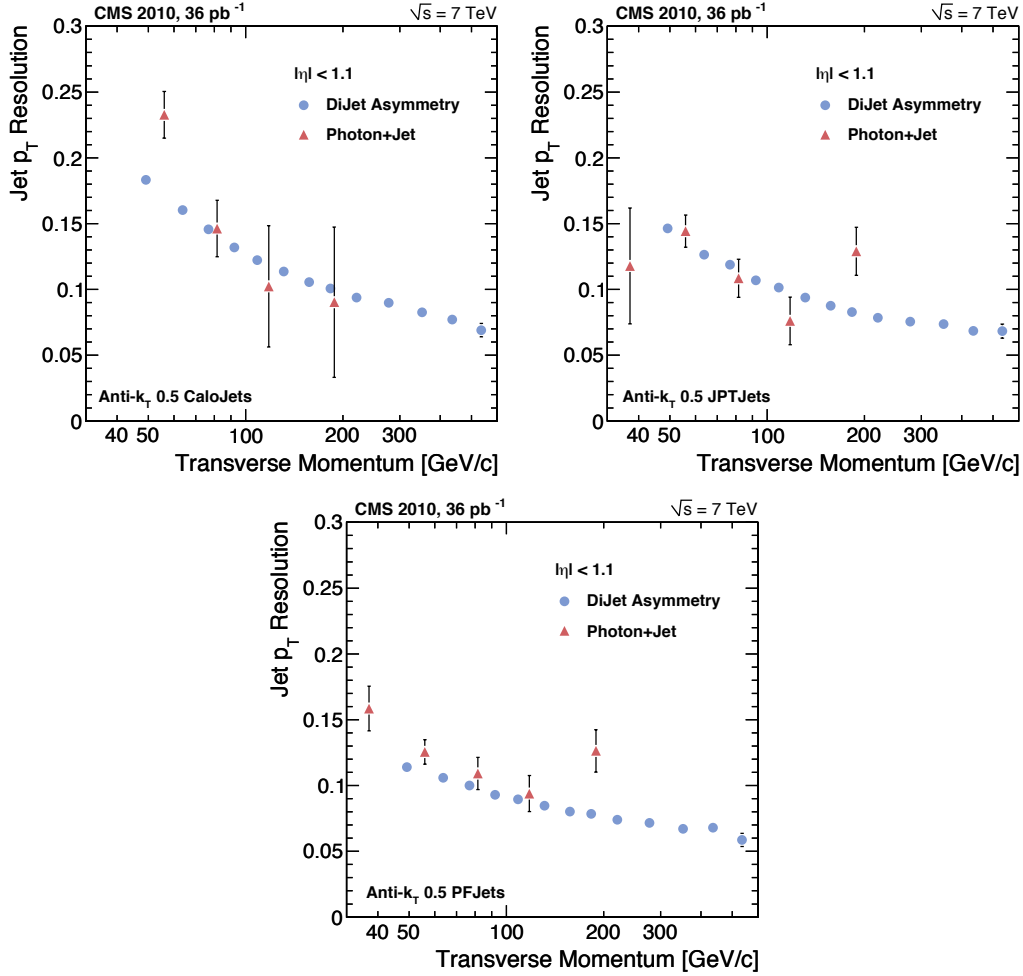 CMS 2010, 36 pb⁻¹ √s = 7 TeV
Jet p_T Resolution
0.3
0.25
0.2
0.15
0.1
0.05
0
|η| < 1.1
DiJet Asymmetry
Photon+Jet
Anti-k_T 0.5 CaloJets
40 50 100 200 300
Transverse Momentum [GeV/c]
CMS 2010, 36 pb⁻¹ √s = 7 TeV
Jet p_T Resolution
0.3
0.25
0.2
0.15
0.1
0.05
0
|η| < 1.1
DiJet Asymmetry
Photon+Jet
Anti-k_T 0.5 JPTJets
40 50 100 200 300
Transverse Momentum [GeV/c]
CMS 2010, 36 pb⁻¹ √s = 7 TeV
Jet p_T Resolution
0.3
0.25
0.2
0.15
0.1
0.05
0
|η| < 1.1
DiJet Asymmetry
Photon+Jet
Anti-k_T 0.5 PFJets
40 50 100 200 300
Transverse Momentum [GeV/c]